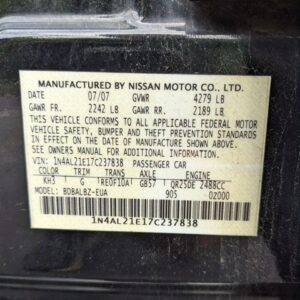 MANUFACTURED BY NISSAN MOTOR CO., LTD.
DATE 07/07 GVWR 4279 LB
GAWR FR. 2242 LB GAWR RR. 2189 LB
THIS VEHICLE CONFORMS TO ALL APPLICABLE FEDERAL MOTOR
VEHICLE SAFETY, BUMPER AND THEFT PREVENTION STANDARDS
IN EFFECT ON THE DATE OF MANUFACTURE SHOWN ABOVE.
SEE OWNERS MANUAL FOR ADDITIONAL INFORMATION.
VIN: 1N4AL21E17C237838 PASSENGER CAR
COLOR TRIM TRANS AXLE ENGINE
KH3 G RE0F10A GB57 QR25DE 2488CC
MODEL: BDBALBZ-EUA 905 0Z000
1N4AL21E17C237838